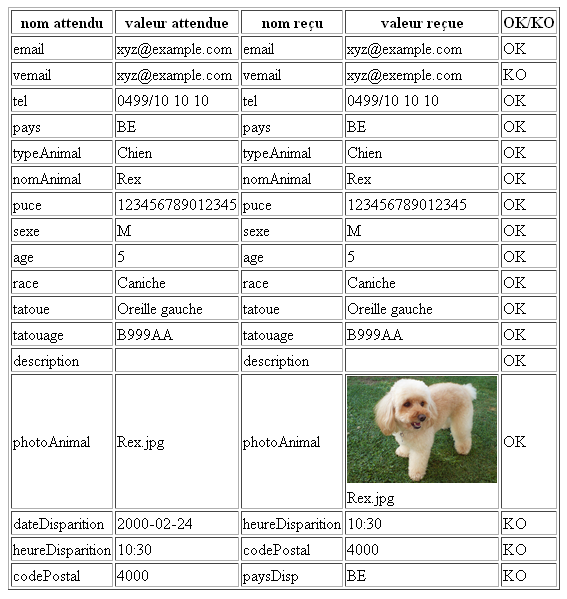 nom attendu valeur attendue nom reçu valeur reçue OK/KO
email xyz@example.com email xyz@example.com OK
vemail xyz@example.com vemail xyz@exemple.com KO
tel 0499/10 10 10 tel 0499/10 10 10 OK
pays BE pays BE OK
typeAnimal Chien typeAnimal Chien OK
nomAnimal Rex nomAnimal Rex OK
puce 123456789012345 puce 123456789012345 OK
sexe M sexe M OK
age 5 age 5 OK
race Caniche race Caniche OK
tatoue Oreille gauche tatoue Oreille gauche OK
tatouage B999AA tatouage B999AA OK
description description OK
photoAnimal Rex.jpg photoAnimal Rex.jpg OK
dateDisparition 2000-02-24 heureDisparition 10:30 KO
heureDisparition 10:30 codePostal 4000 KO
codePostal 4000 paysDisp BE KO